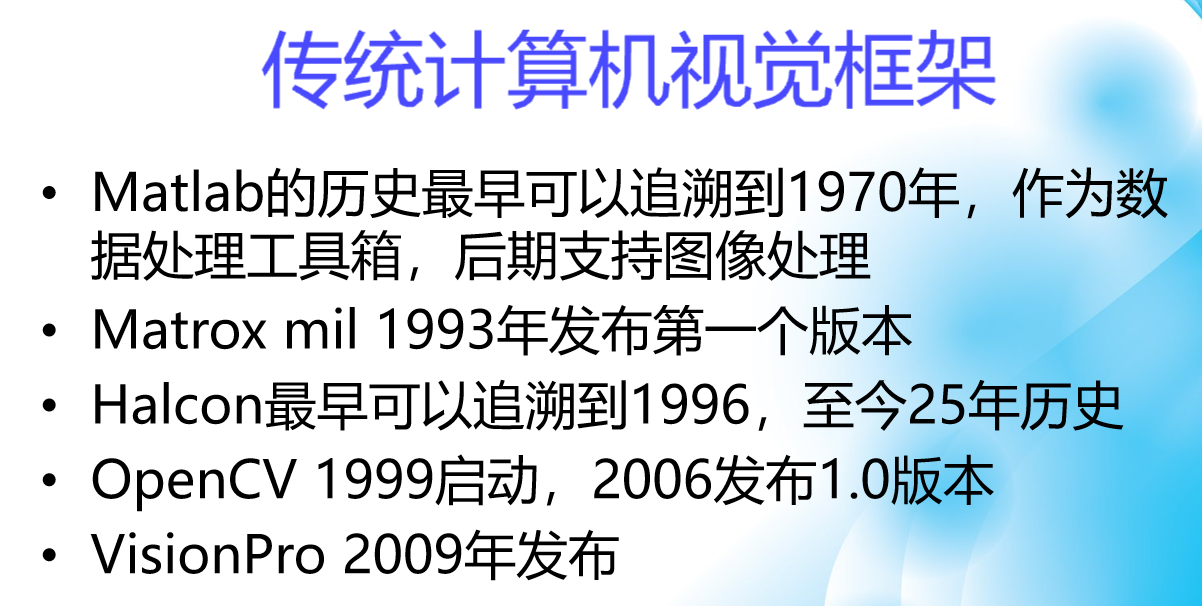 传统计算机视觉框架
• Matlab的历史最早可以追溯到1970年，作为数
据处理工具箱，后期支持图像处理
• Matrox mil 1993年发布第一个版本
• Halcon最早可以追溯到1996，至今25年历史
• OpenCV 1999启动，2006发布1.0版本
• VisionPro 2009年发布